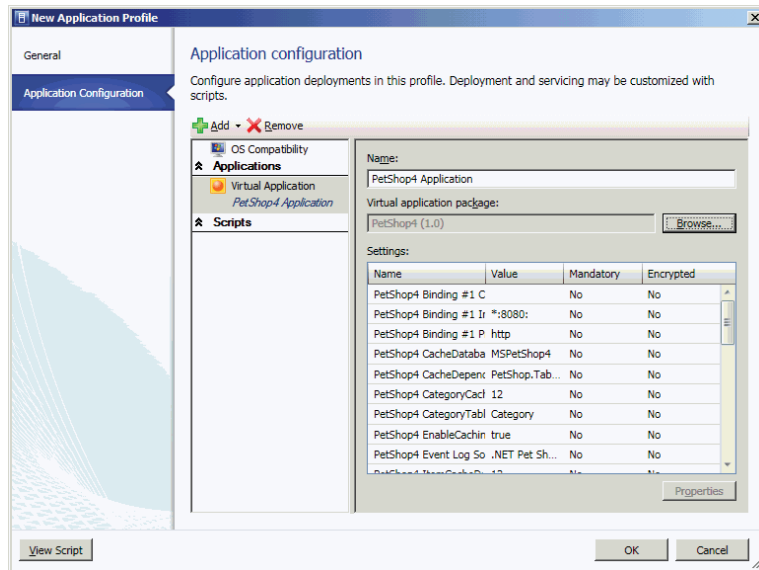 New Application Profile
General
Application Configuration
Application configuration
Configure application deployments in this profile. Deployment and servicing may be customized with
scripts.
Add
Remove
OS Compatibility
Applications
Virtual Application
PetShop4 Application
Scripts
Name:
PetShop4 Application
Virtual application package:
PetShop4 (1.0)
Browse...
Settings:
Name Value Mandatory Encrypted
PetShop4 Binding #1 C No No
PetShop4 Binding #1 Ir *:8080: No No
PetShop4 Binding #1 P http No No
PetShop4 CacheDataba MSPetShop4 No No
PetShop4 CacheDepenc PetShop.Tab... No No
PetShop4 CategoryCacl 12 No No
PetShop4 CategoryTabl Category No No
PetShop4 EnableCachin true No No
PetShop4 Event Log So .NET Pet Sh... No No
Properties
View Script
OK
Cancel